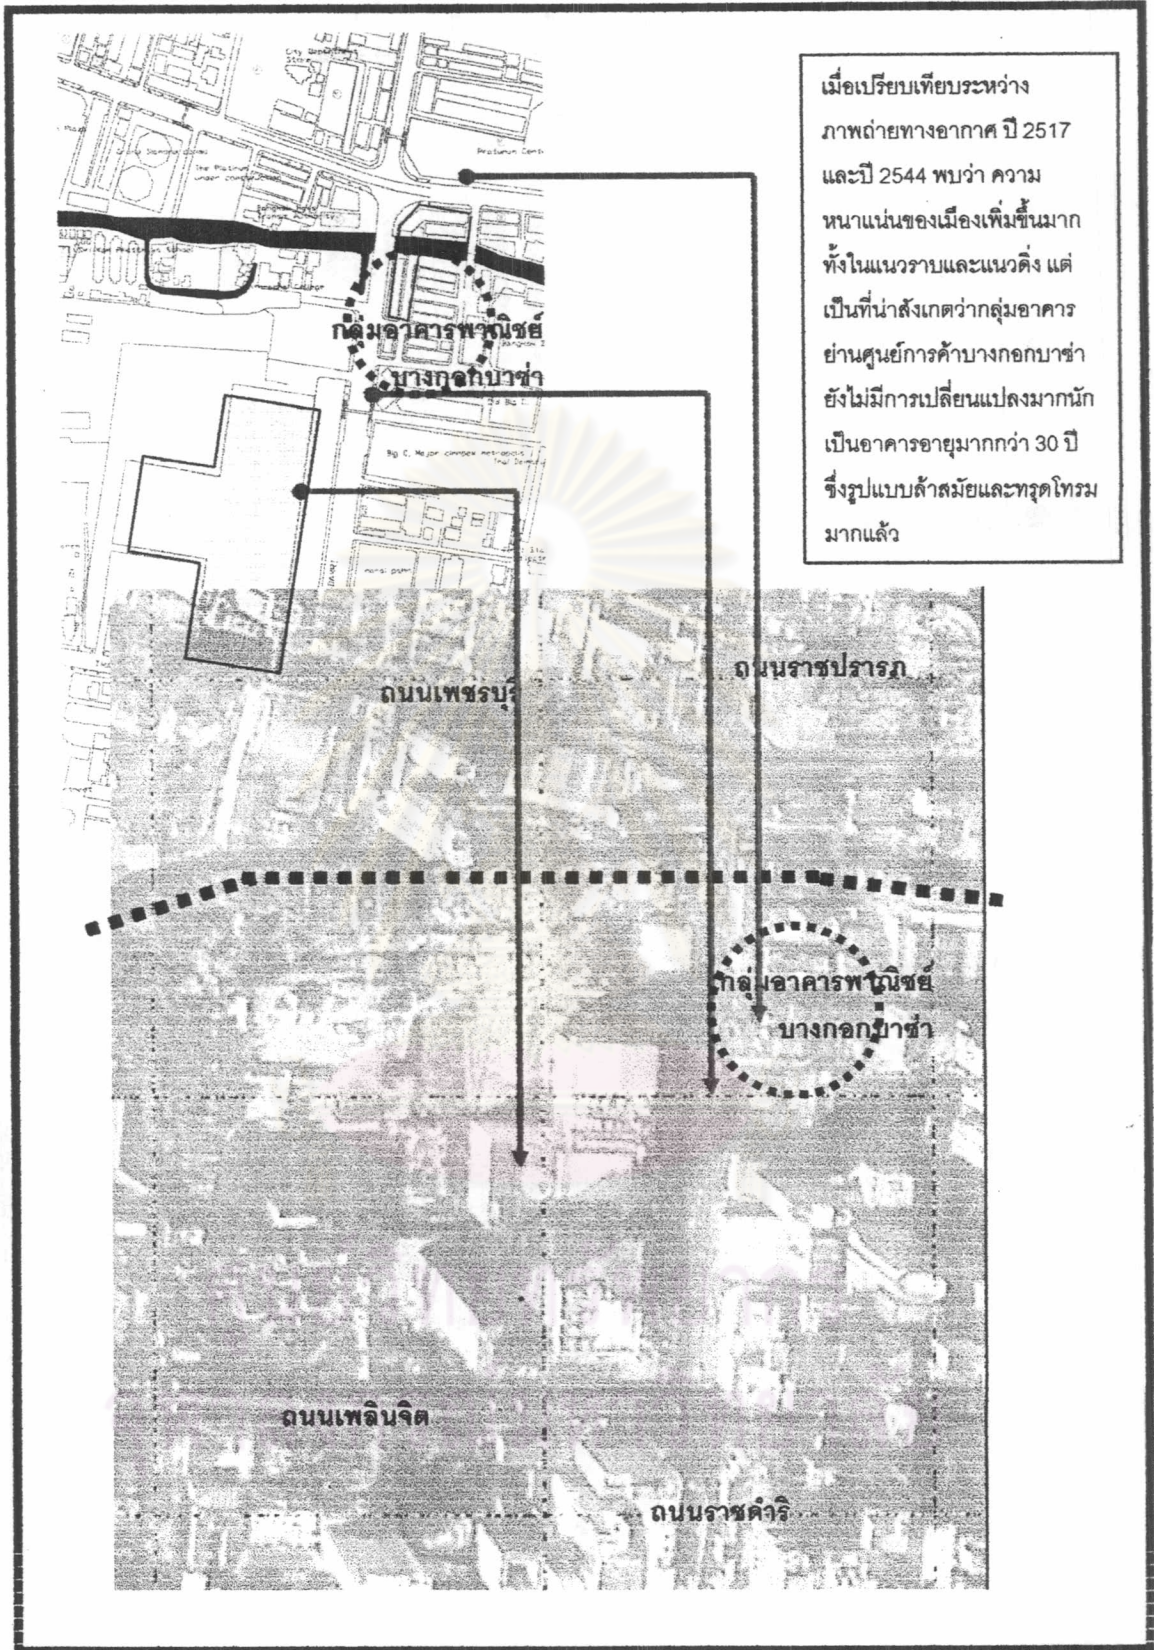 เมื่อเปรียบเทียบระหว่าง
ภาพถ่ายทางอากาศ ปี 2517
และปี 2544 พบว่า ความ
หนาแน่นของเมืองเพิ่มขึ้นมาก
ทั้งในแนวราบและแนวดิ่ง แต่
เป็นที่น่าสังเกตว่ากลุ่มอาคาร
ย่านศูนย์การค้าบางกอกบาซ่า
ยังไม่มีการเปลี่ยนแปลงมากนัก
เป็นอาคารอายุมากกว่า 30 ปี
ซึ่งรูปแบบล้าสมัยและทรุดโทรม
มากแล้ว
The Platinum
under construction
กลุ่มอาคารพาณิชย์
บางกอกบาซ่า
Big C, Major cineplex
ถนนราชปรารภ
ถนนเพชรบุรี
กลุ่มอาคารพาณิชย์
บางกอกบาซ่า
ถนนเพลินจิต
ถนนราชดำริ